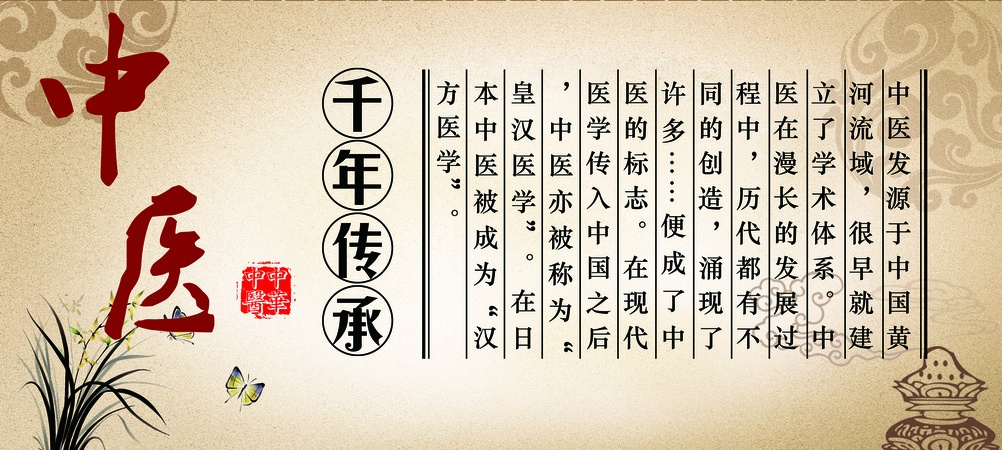 中医
中華
中醫
千年传承
中医发源于中国黄
河流域，很早就建
立了学术体系。中
医在漫长的发展过
程中，历代都有不
同的创造，涌现了
许多……便成了中
医的标志。在现代
医学传入中国之后
，中医亦被称为“
皇汉医学”。在日
本中医被成为“汉
方医学”。